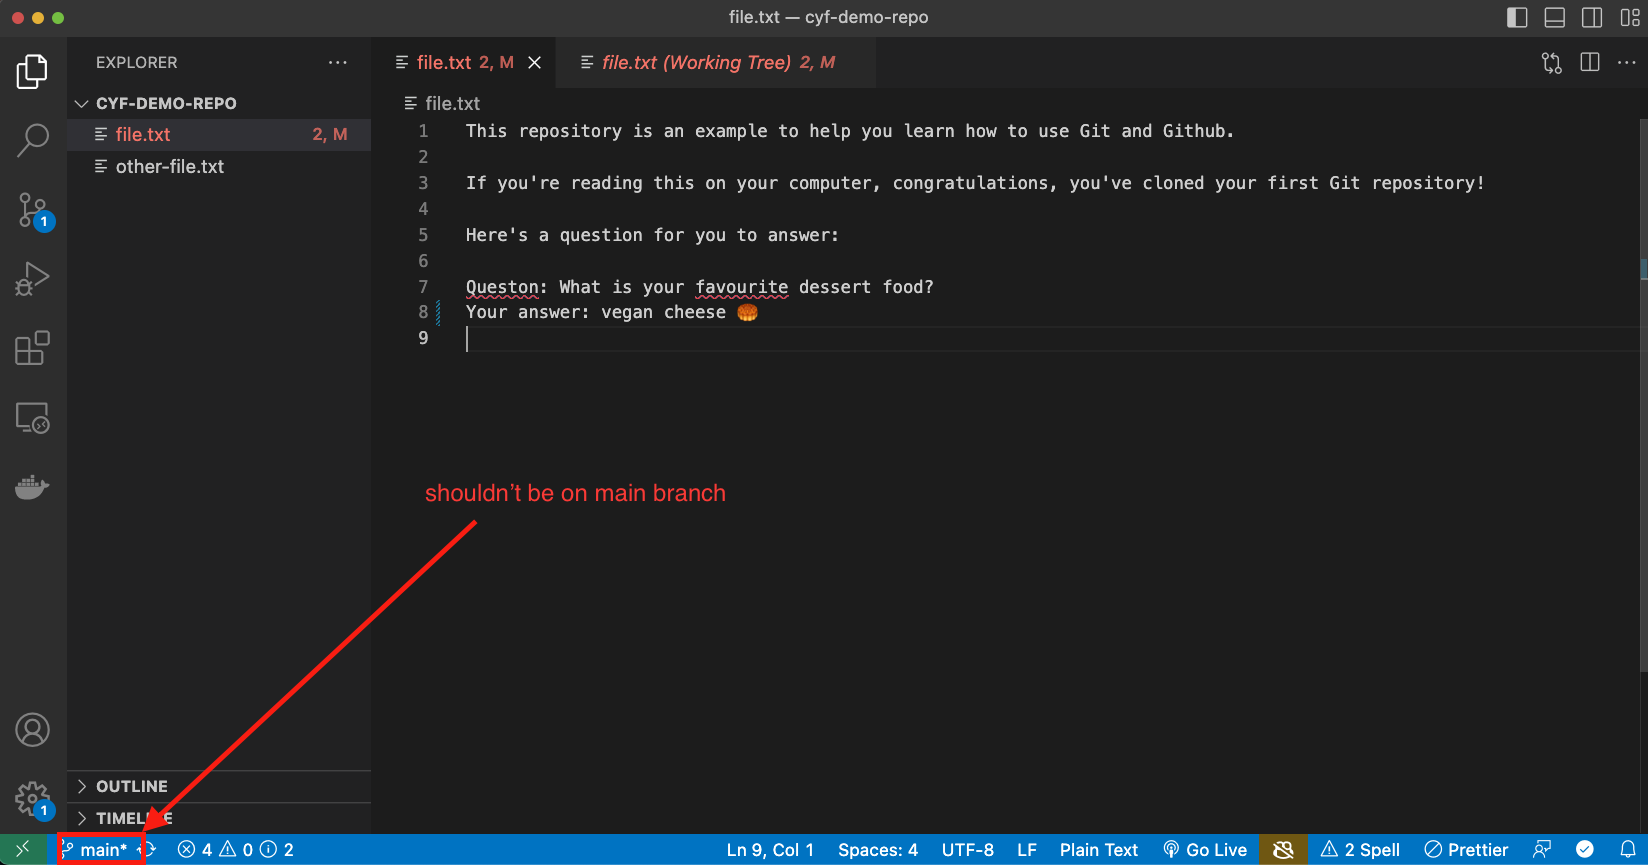 file.txt — cyf-demo-repo
EXPLORER
CYF-DEMO-REPO
file.txt 2, M
other-file.txt
file.txt 2, M
file.txt (Working Tree) 2, M
file.txt
1 This repository is an example to help you learn how to use Git and Github.
2
3 If you're reading this on your computer, congratulations, you've cloned your first Git repository!
4
5 Here's a question for you to answer:
6
7 Queston: What is your favourite dessert food?
8 Your answer: vegan cheese 🥮
9
1
shouldn't be on main branch
1
OUTLINE
TIMELINE
main* 4 0 2 Ln 9, Col 1 Spaces: 4 UTF-8 LF Plain Text Go Live 2 Spell Prettier